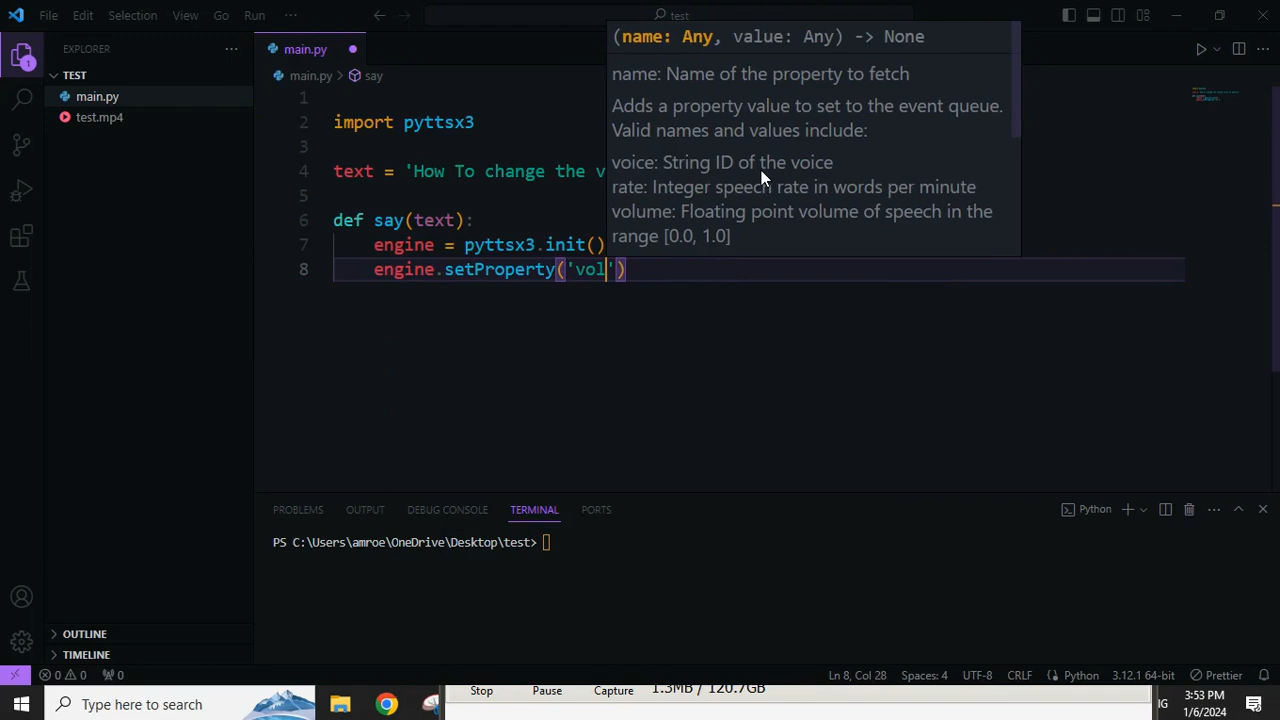 File Edit Selection View Go Run ··· test
EXPLORER ···
TEST
main.py
test.mp4
OUTLINE
TIMELINE
main.py
main.py > say
1
2 import pyttsx3
3
4 text = 'How To change the v
5
6 def say(text):
7 engine = pyttsx3.init()
8 engine.setProperty('vol')
(name: Any, value: Any) -> None
name: Name of the property to fetch
Adds a property value to set to the event queue.
Valid names and values include:
voice: String ID of the voice
rate: Integer speech rate in words per minute
volume: Floating point volume of speech in the
range [0.0, 1.0]
PROBLEMS OUTPUT DEBUG CONSOLE TERMINAL PORTS Python
PS C:\Users\amroe\OneDrive\Desktop\test>
1
0 0 0 Ln 8, Col 28 Spaces: 4 UTF-8 CRLF Python 3.12.1 64-bit Prettier
Type here to search
Stop Pause Capture 1.3MB / 120.7GB
IG
3:53 PM
1/6/2024